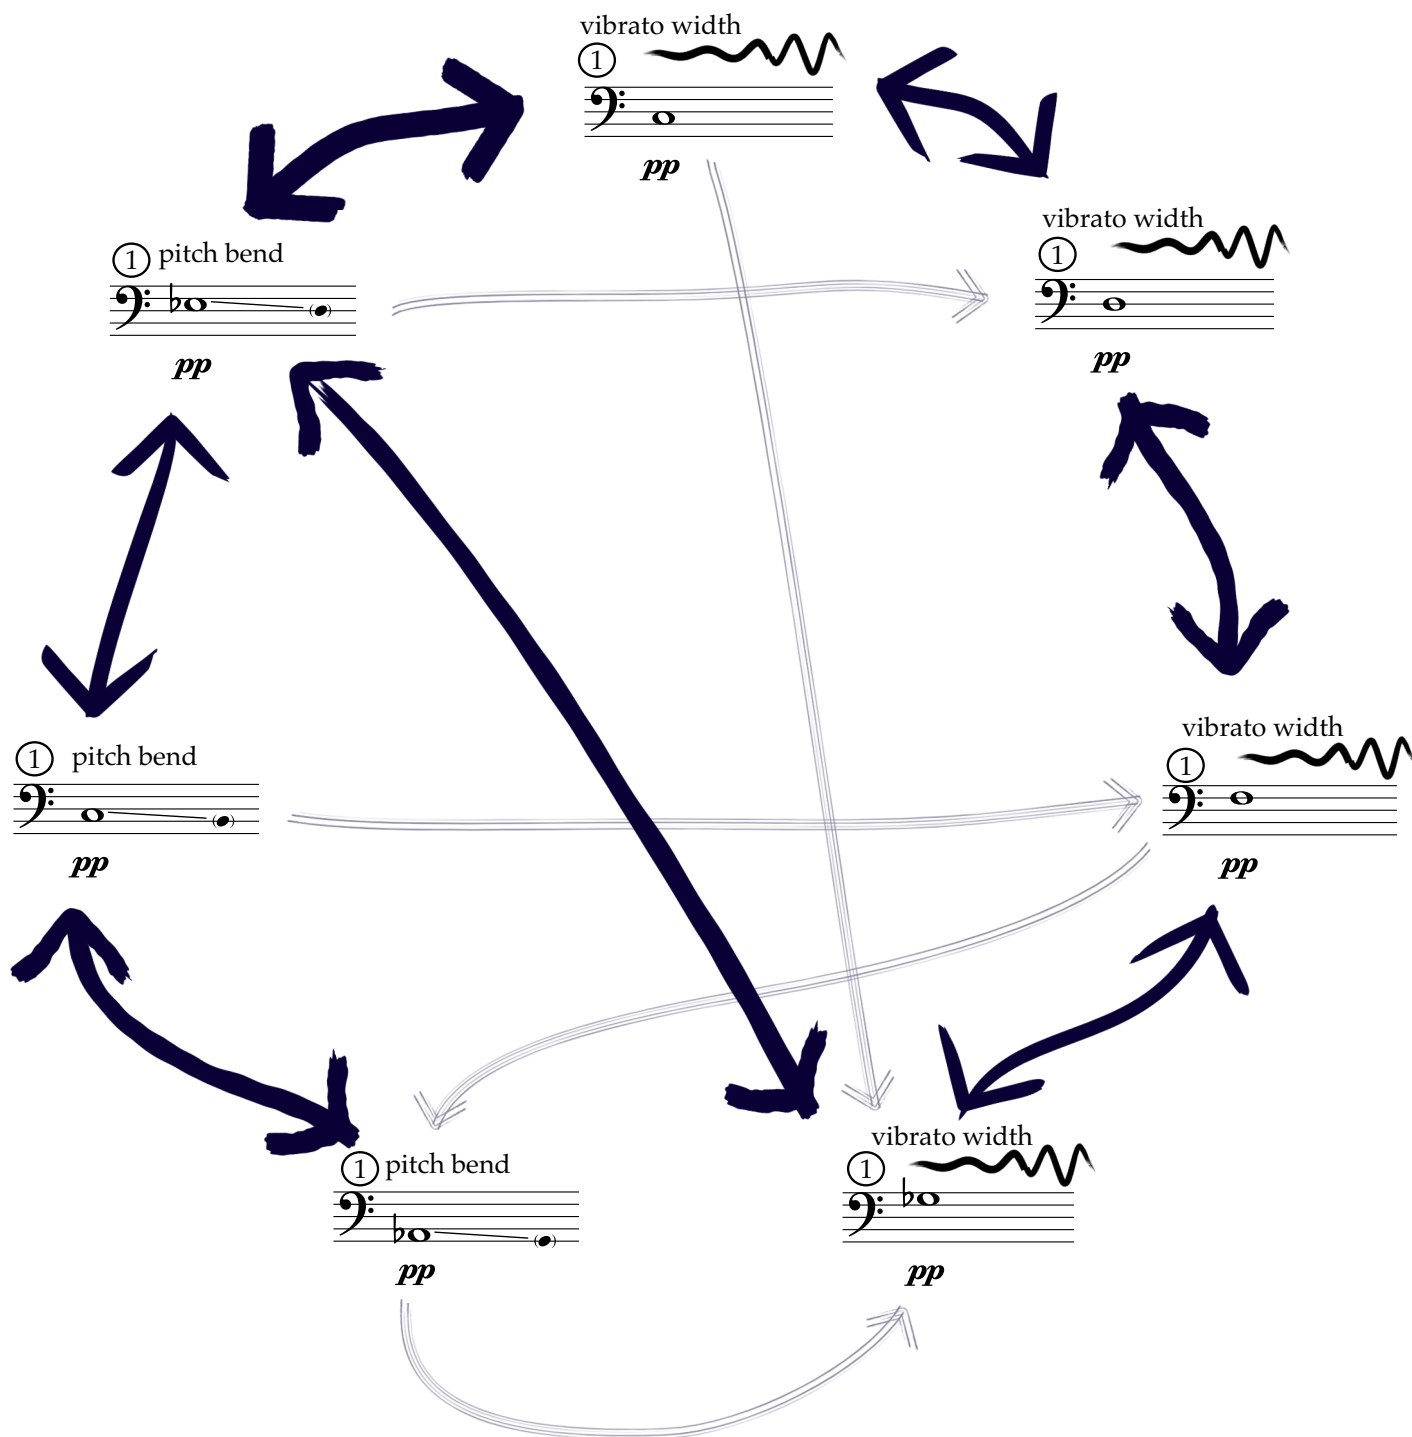 vibrato width
1
pp
vibrato width
1
pp
1 pitch bend
pp
vibrato width
1
pp
1 pitch bend
pp
vibrato width
1
pp
1 pitch bend
pp